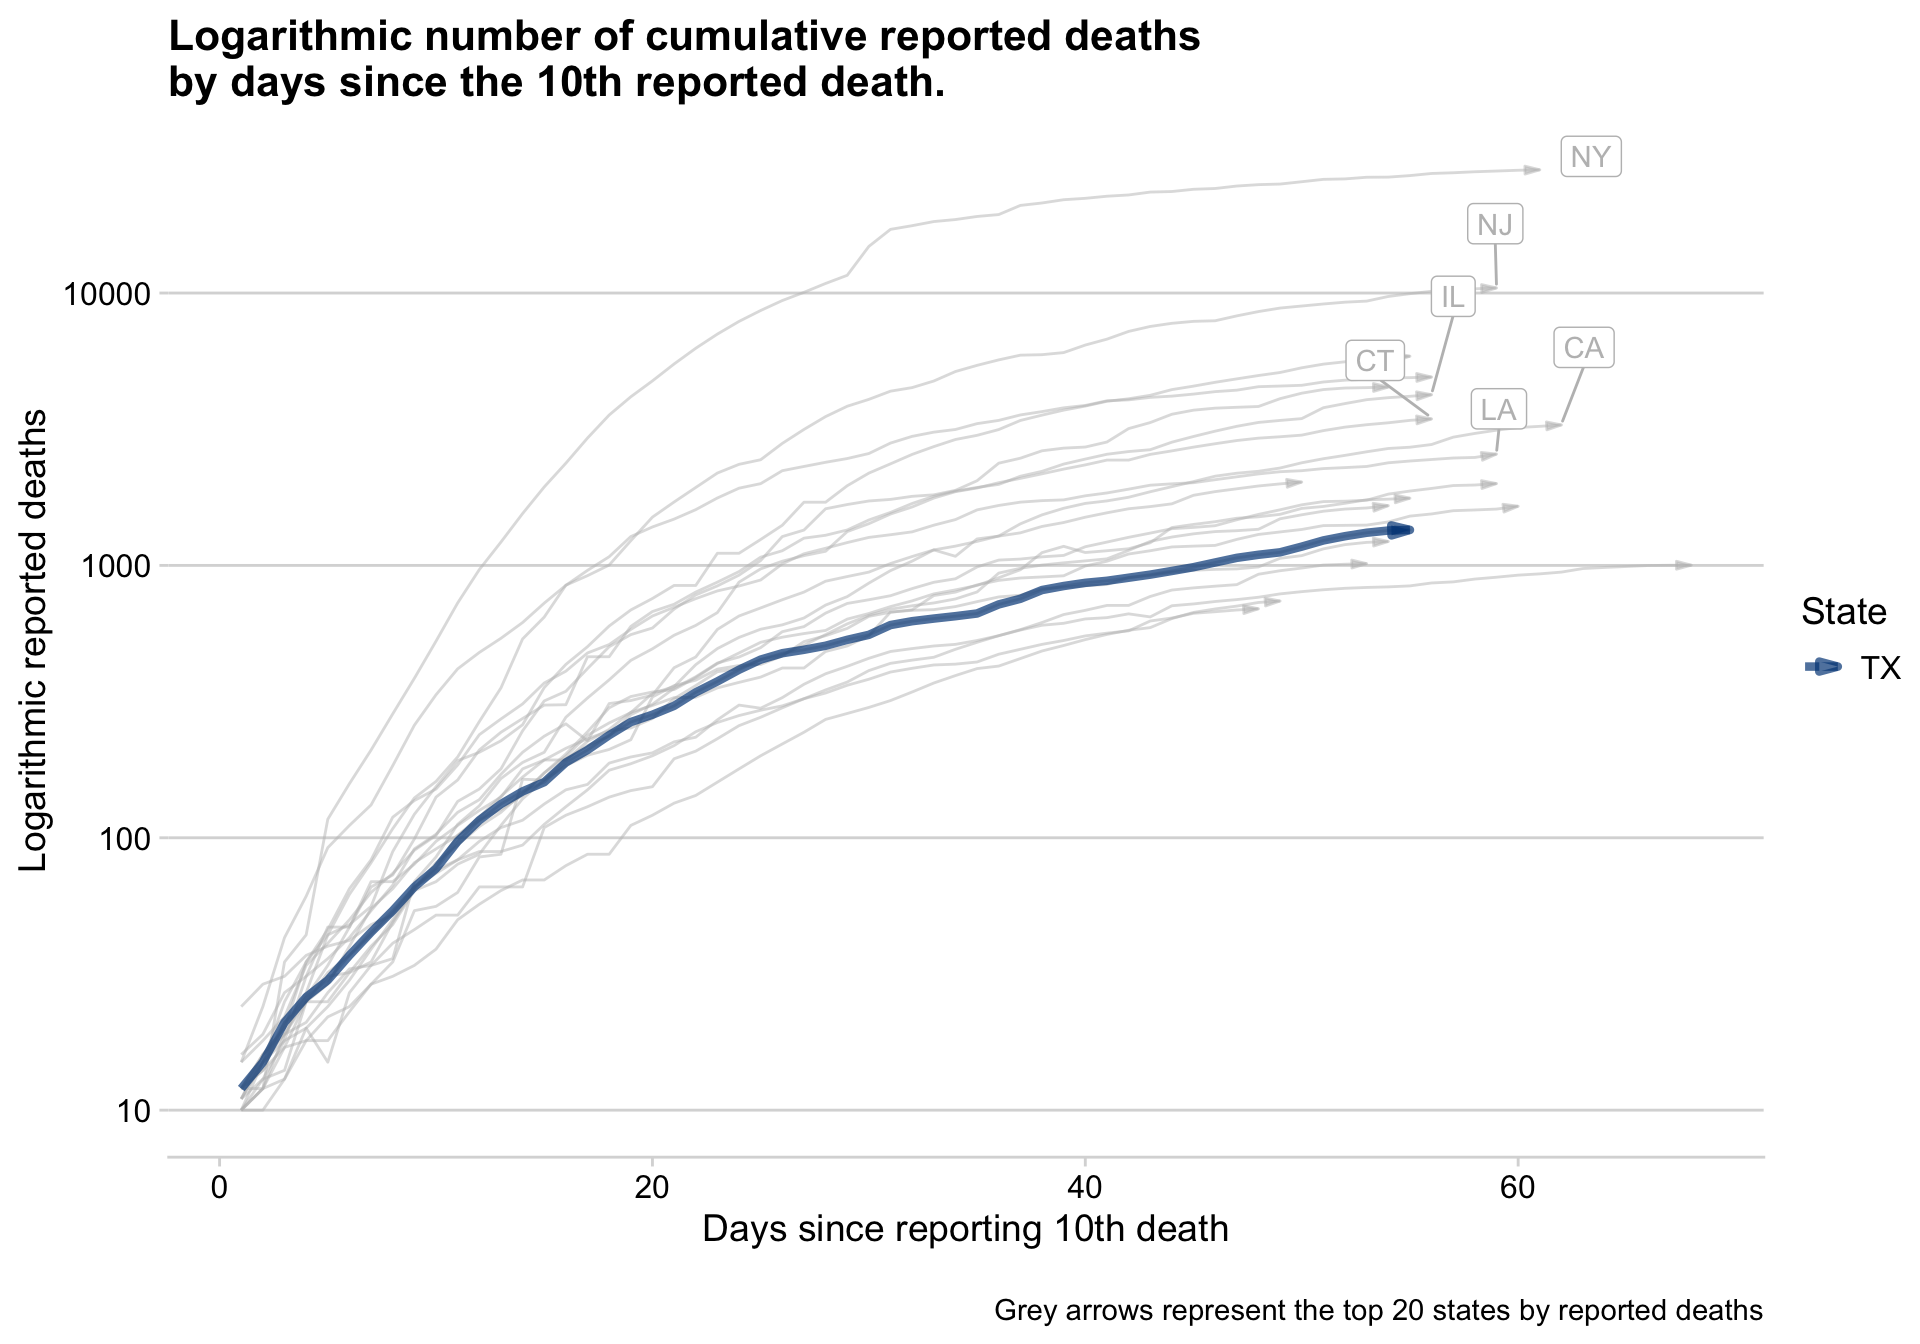 Logarithmic number of cumulative reported deaths
by days since the 10th reported death.
NY
NJ
IL
CT
CA
LA
10000
1000
100
10
Logarithmic reported deaths
State
TX
0 20 40 60
Days since reporting 10th death
Grey arrows represent the top 20 states by reported deaths